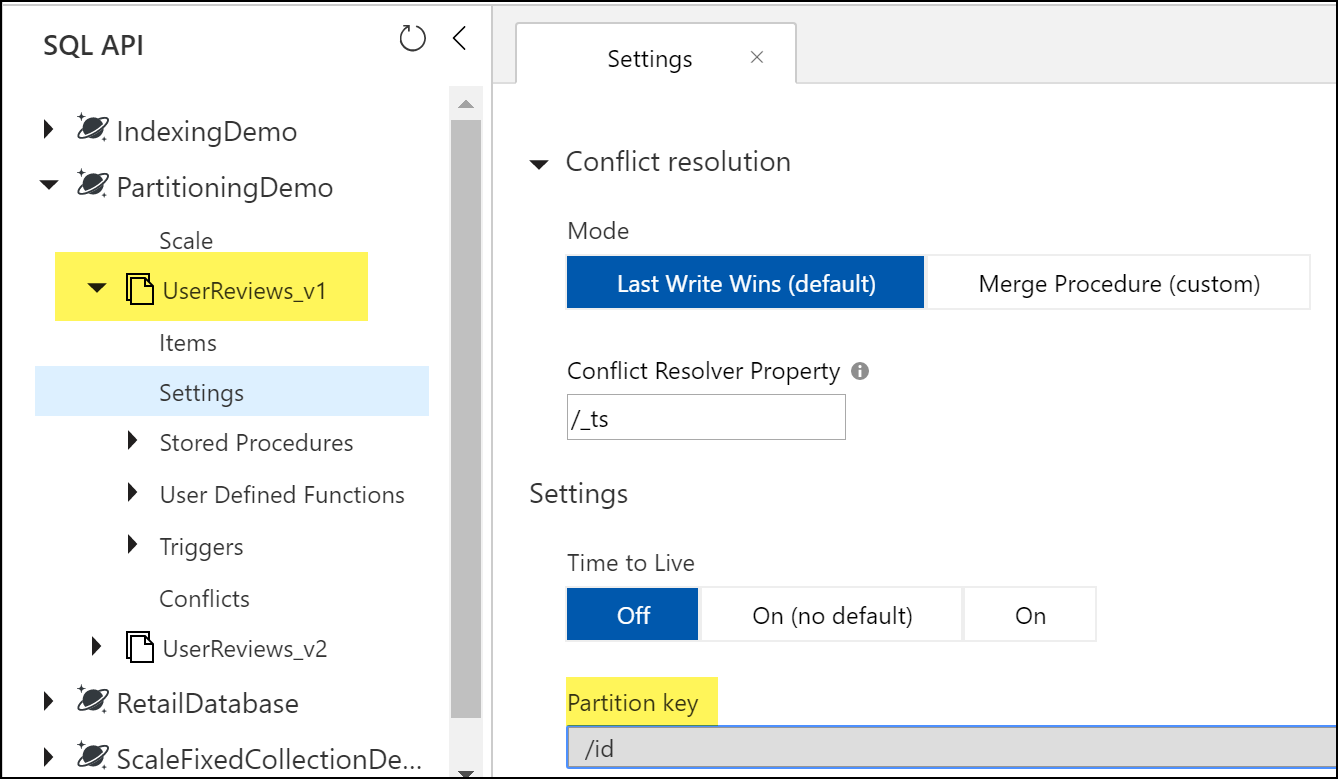 SQL API
IndexingDemo
PartitioningDemo
Scale
UserReviews_v1
Items
Settings
Stored Procedures
User Defined Functions
Triggers
Conflicts
UserReviews_v2
RetailDatabase
ScaleFixedCollectionDe...
Settings
Conflict resolution
Mode
Last Write Wins (default) Merge Procedure (custom)
Conflict Resolver Property
/_ts
Settings
Time to Live
Off On (no default) On
Partition key
/id